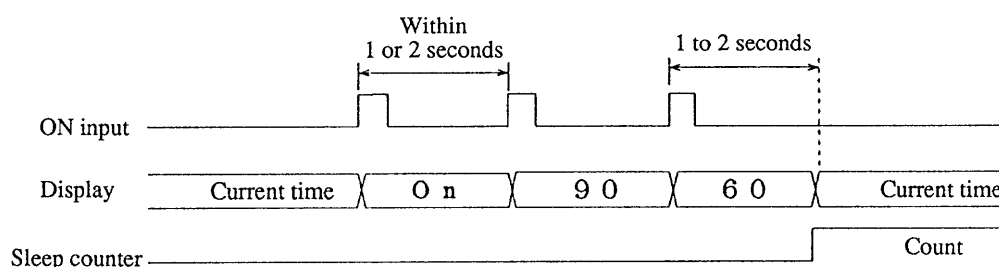 Within
1 or 2 seconds
1 to 2 seconds
ON input
Display
Current time
O n
9 0
6 0
Current time
Sleep counter
Count